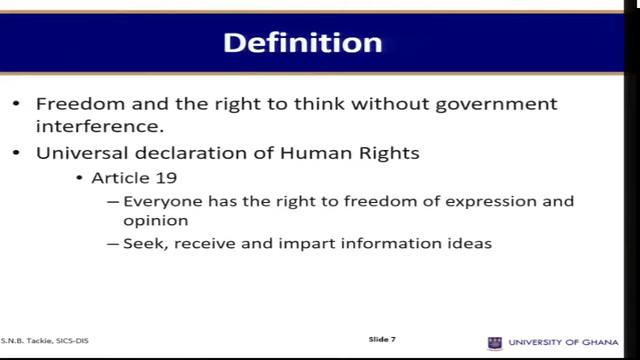 Definition
• Freedom and the right to think without government
interference.
• Universal declaration of Human Rights
• Article 19
– Everyone has the right to freedom of expression and
opinion
– Seek, receive and impart information ideas
S.N.B. Tackie, SICS-DIS
Slide 7
UNIVERSITY OF GHANA